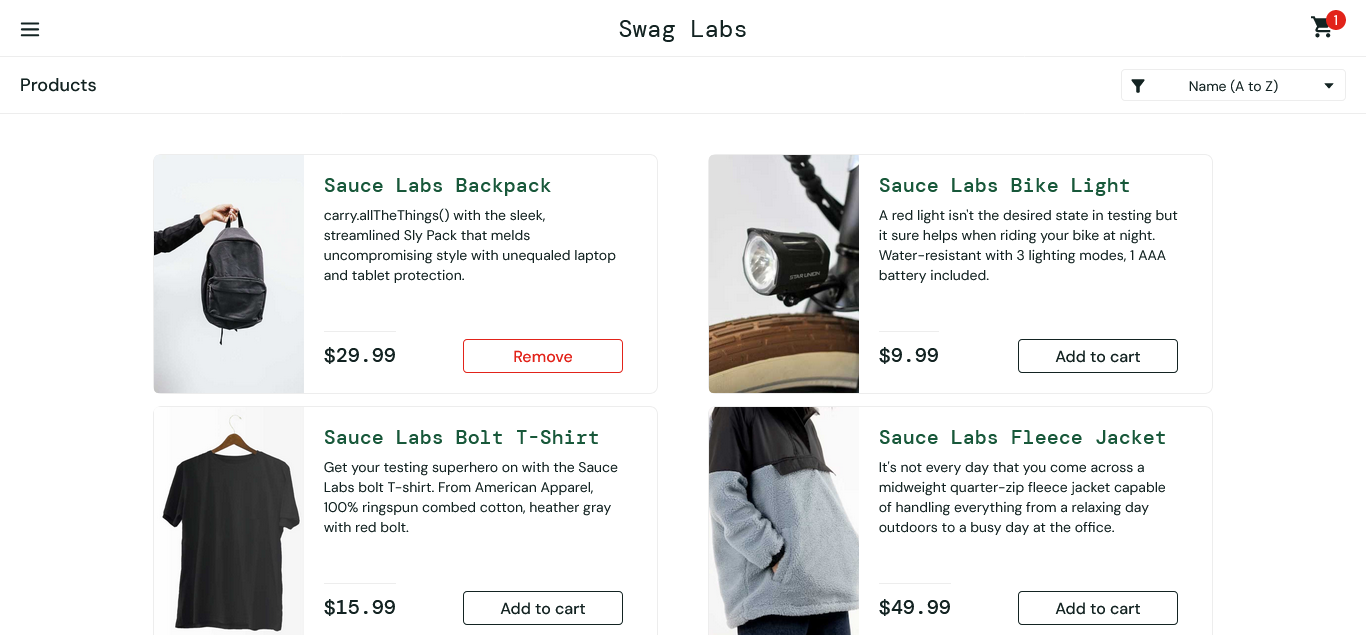 Swag Labs
1
Products
Name (A to Z)
Sauce Labs Backpack
carry.allTheThings() with the sleek,
streamlined Sly Pack that melds
uncompromising style with unequaled laptop
and tablet protection.
$29.99
Remove
Sauce Labs Bike Light
A red light isn't the desired state in testing but
it sure helps when riding your bike at night.
Water-resistant with 3 lighting modes, 1 AAA
battery included.
STAR UNION
$9.99
Add to cart
Sauce Labs Bolt T-Shirt
Get your testing superhero on with the Sauce
Labs bolt T-shirt. From American Apparel,
100% ringspun combed cotton, heather gray
with red bolt.
$15.99
Add to cart
Sauce Labs Fleece Jacket
It's not every day that you come across a
midweight quarter-zip fleece jacket capable
of handling everything from a relaxing day
outdoors to a busy day at the office.
$49.99
Add to cart